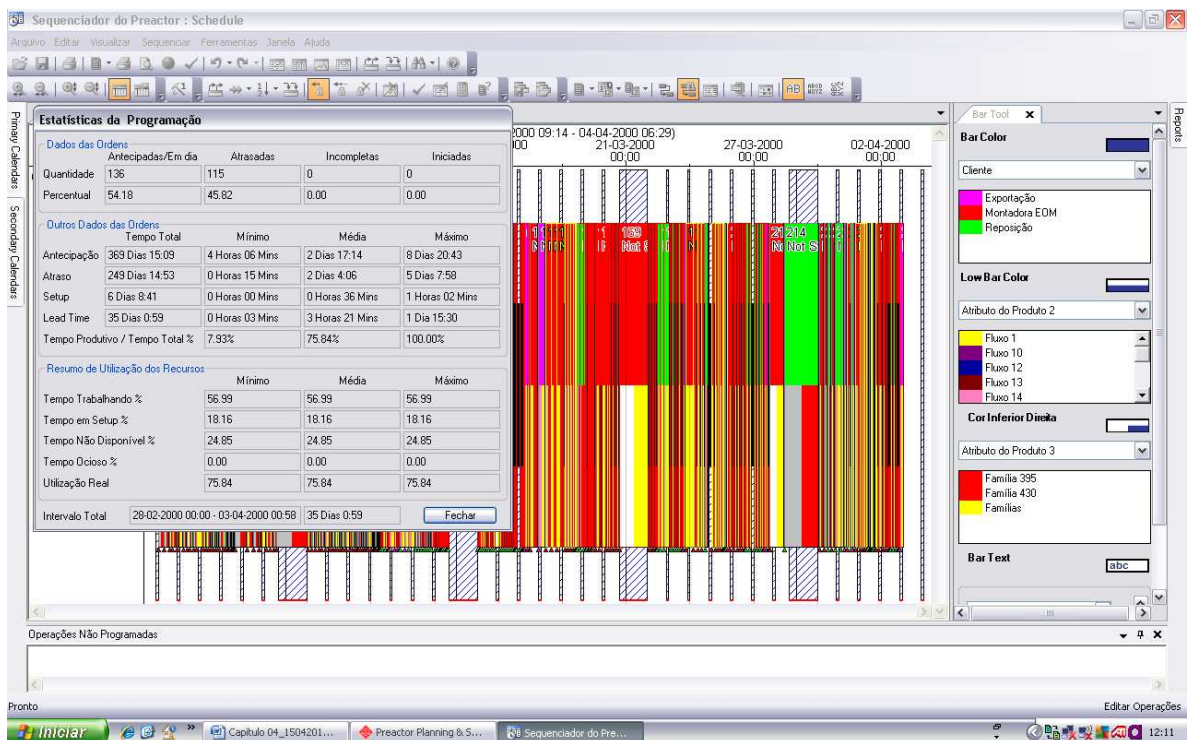 Sequenciador do Preactor : Schedule
Arquivo Editar Visualizar Sequenciar Ferramentas Janela Ajuda
Primary Calendars
Secondary Calendars
Estatísticas da Programação
Dados das Ordens
Antecipadas/Em dia Atrasadas Incompletas Iniciadas
Quantidade 136 115 0 0
Percentual 54.18 45.82 0.00 0.00
Outros Dados das Ordens
Tempo Total Mínimo Média Máximo
Antecipação 369 Dias 15:09 4 Horas 06 Mins 2 Dias 17:14 8 Dias 20:43
Atraso 249 Dias 14:53 0 Horas 15 Mins 2 Dias 4:06 5 Dias 7:58
Setup 6 Dias 8:41 0 Horas 00 Mins 0 Horas 36 Mins 1 Horas 02 Mins
Lead Time 35 Dias 0:59 0 Horas 03 Mins 3 Horas 21 Mins 1 Dia 15:30
Tempo Produtivo / Tempo Total % 7.93% 75.84% 100.00%
Resumo de Utilização dos Recursos
Mínimo Média Máximo
Tempo Trabalhando % 56.99 56.99 56.99
Tempo em Setup % 18.16 18.16 18.16
Tempo Não Disponível % 24.85 24.85 24.85
Tempo Ocioso % 0.00 0.00 0.00
Utilização Real 75.84 75.84 75.84
Intervalo Total 28-02-2000 00:00 - 03-04-2000 00:58 35 Dias 0:59 Fechar
2000 09:14 - 04-04-2000 06:29)
21-03-2000 27-03-2000 02-04-2000
00:00 00:00 00:00
169 21 214
Not S No Not S
Bar Tool
Reports
Bar Color
Cliente
Exportação
Montadora EOM
Reposição
Low Bar Color
Atributo do Produto 2
Fluxo 1
Fluxo 10
Fluxo 12
Fluxo 13
Fluxo 14
Cor Inferior Direita
Atributo do Produto 3
Família 395
Família 430
Famílias
Bar Text
abc
Operações Não Programadas
Pronto Editar Operações
Iniciar Capitulo 04_1504201... Preactor Planning & S... Sequenciador do Pre... 12:11